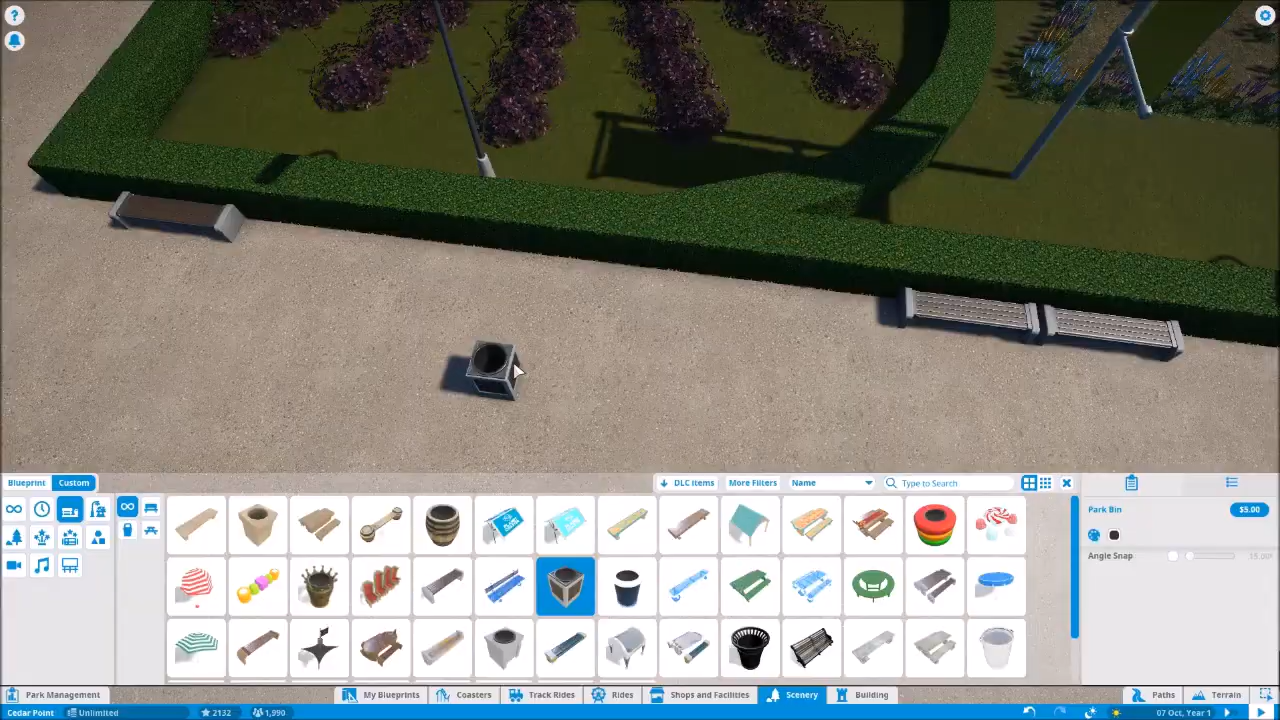 ?
Blueprint
Custom
DLC items
More Filters
Name
Type to Search
Park Bin
$5.00
Angle Snap
15.00°
Park Management
My Blueprints
Coasters
Track Rides
Rides
Shops and Facilities
Scenery
Building
Paths
Terrain
Cedar Point
Unlimited
2132
1,990
07 Oct, Year 1